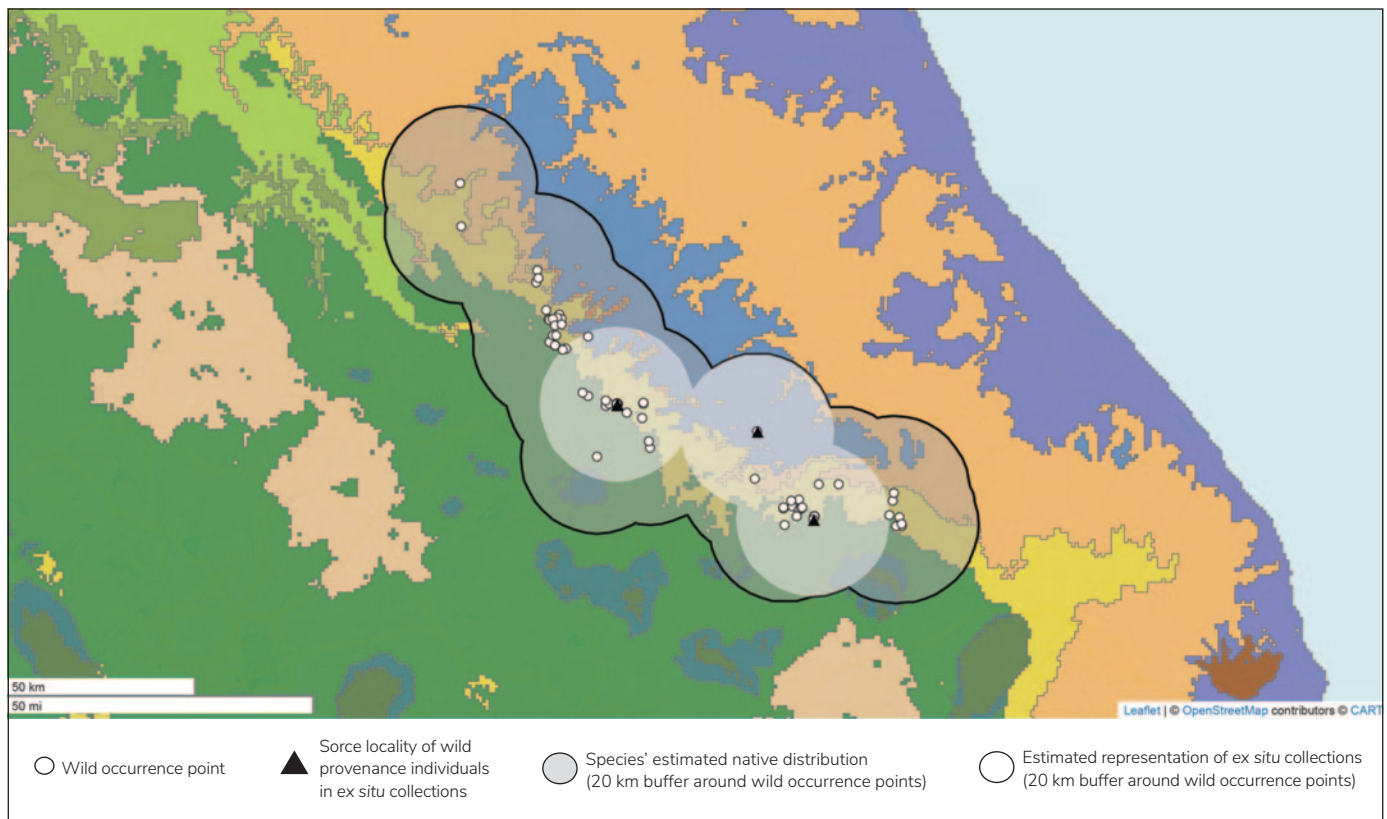 50 km
50 mi
Leaflet | © OpenStreetMap contributors © CART
Wild occurrence point
Sorce locality of wild
provenance individuals
in ex situ collections
Species' estimated native distribution
(20 km buffer around wild occurrence points)
Estimated representation of ex situ collections
(20 km buffer around wild occurrence points)